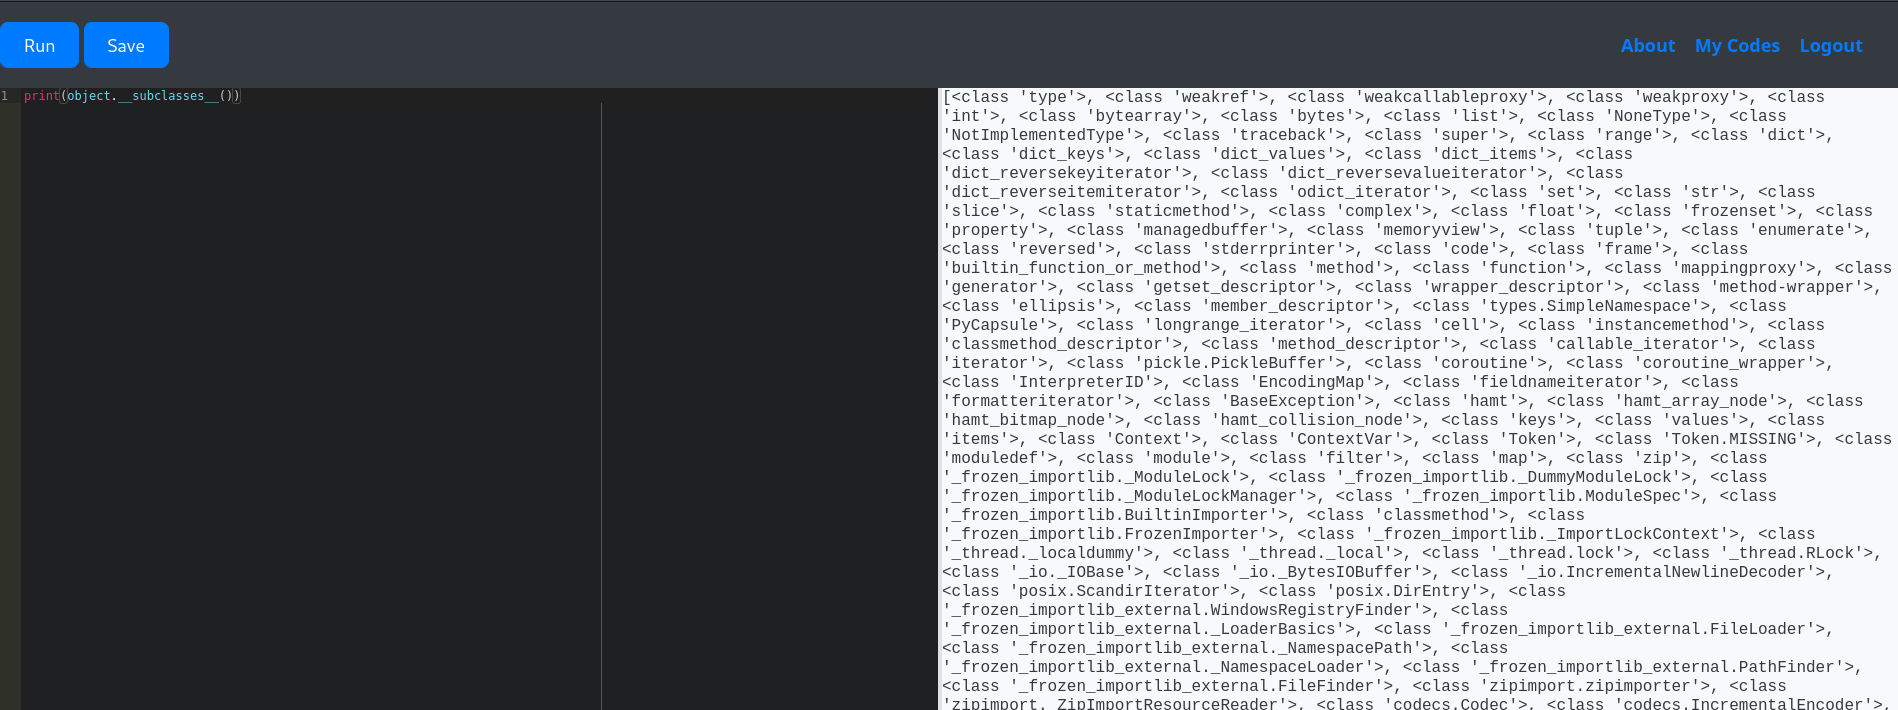 Run Save About My Codes Logout
1 print(object.__subclasses__())
[<class 'type'>, <class 'weakref'>, <class 'weakcallableproxy'>, <class 'weakproxy'>, <class
'int'>, <class 'bytearray'>, <class 'bytes'>, <class 'list'>, <class 'NoneType'>, <class
'NotImplementedType'>, <class 'traceback'>, <class 'super'>, <class 'range'>, <class 'dict'>,
<class 'dict_keys'>, <class 'dict_values'>, <class 'dict_items'>, <class
'dict_reversekeyiterator'>, <class 'dict_reversevalueiterator'>, <class
'dict_reverseitemiterator'>, <class 'odict_iterator'>, <class 'set'>, <class 'str'>, <class
'slice'>, <class 'staticmethod'>, <class 'complex'>, <class 'float'>, <class 'frozenset'>, <class
'property'>, <class 'managedbuffer'>, <class 'memoryview'>, <class 'tuple'>, <class 'enumerate'>,
<class 'reversed'>, <class 'stderrprinter'>, <class 'code'>, <class 'frame'>, <class
'builtin_function_or_method'>, <class 'method'>, <class 'function'>, <class 'mappingproxy'>, <class
'generator'>, <class 'getset_descriptor'>, <class 'wrapper_descriptor'>, <class 'method-wrapper'>,
<class 'ellipsis'>, <class 'member_descriptor'>, <class 'types.SimpleNamespace'>, <class
'PyCapsule'>, <class 'longrange_iterator'>, <class 'cell'>, <class 'instancemethod'>, <class
'classmethod_descriptor'>, <class 'method_descriptor'>, <class 'callable_iterator'>, <class
'iterator'>, <class 'pickle.PickleBuffer'>, <class 'coroutine'>, <class 'coroutine_wrapper'>,
<class 'InterpreterID'>, <class 'EncodingMap'>, <class 'fieldnameiterator'>, <class
'formatteriterator'>, <class 'BaseException'>, <class 'hamt'>, <class 'hamt_array_node'>, <class
'hamt_bitmap_node'>, <class 'hamt_collision_node'>, <class 'keys'>, <class 'values'>, <class
'items'>, <class 'Context'>, <class 'ContextVar'>, <class 'Token'>, <class 'Token.MISSING'>, <class
'moduledef'>, <class 'module'>, <class 'filter'>, <class 'map'>, <class 'zip'>, <class
'_frozen_importlib._ModuleLock'>, <class '_frozen_importlib._DummyModuleLock'>, <class
'_frozen_importlib._ModuleLockManager'>, <class '_frozen_importlib.ModuleSpec'>, <class
'_frozen_importlib.BuiltinImporter'>, <class 'classmethod'>, <class
'_frozen_importlib.FrozenImporter'>, <class '_frozen_importlib._ImportLockContext'>, <class
'_thread._localdummy'>, <class '_thread._local'>, <class '_thread.lock'>, <class '_thread.RLock'>,
<class '_io._IOBase'>, <class '_io._BytesIOBuffer'>, <class '_io.IncrementalNewlineDecoder'>,
<class 'posix.ScandirIterator'>, <class 'posix.DirEntry'>, <class
'_frozen_importlib_external.WindowsRegistryFinder'>, <class
'_frozen_importlib_external._LoaderBasics'>, <class '_frozen_importlib_external.FileLoader'>,
<class '_frozen_importlib_external._NamespacePath'>, <class
'_frozen_importlib_external._NamespaceLoader'>, <class '_frozen_importlib_external.PathFinder'>,
<class '_frozen_importlib_external.FileFinder'>, <class 'zipimport.zipimporter'>, <class
'zipimport._ZipImportResourceReader'>, <class 'codecs.Codec'>, <class 'codecs.IncrementalEncoder'>,